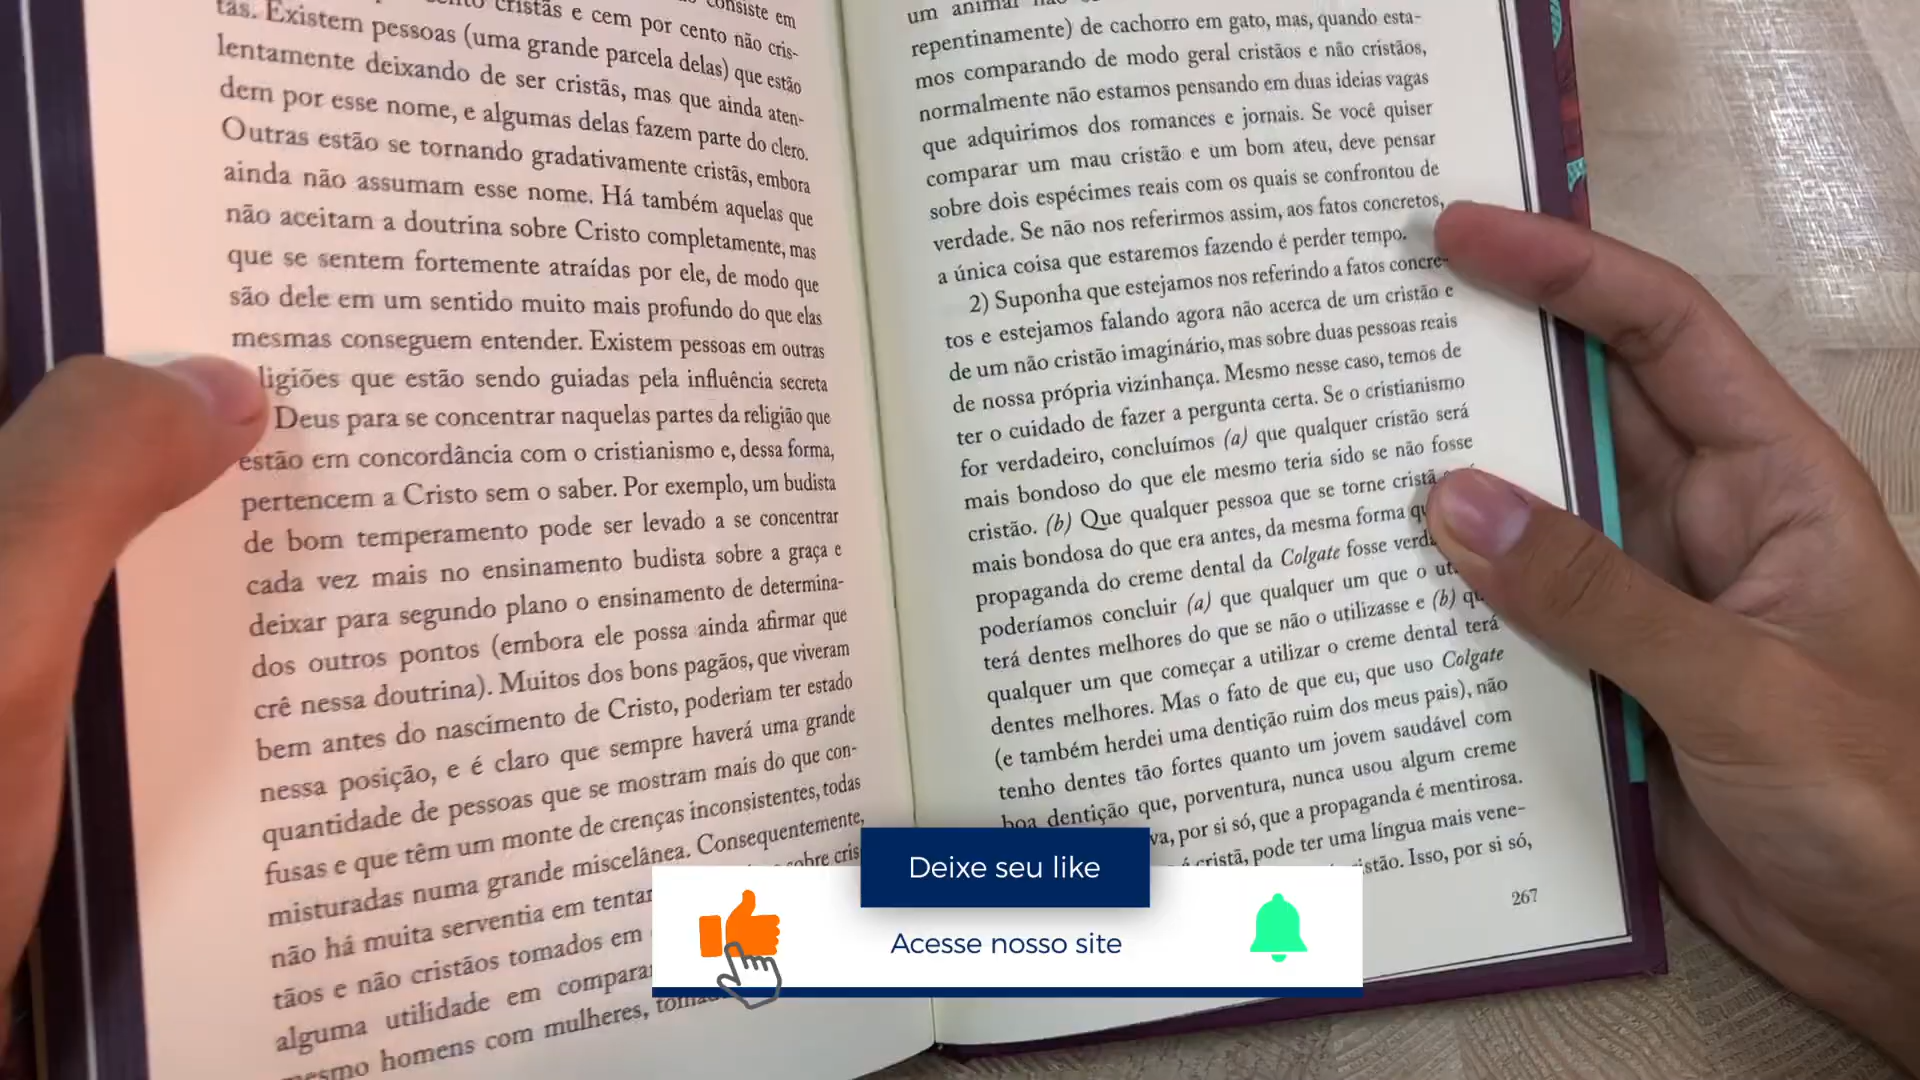 consiste em
cristãs e cem por cento não cris-
tãs. Existem pessoas (uma grande parcela delas) que estão
lentamente deixando de ser cristãs, mas que ainda aten-
dem por esse nome, e algumas delas fazem parte do clero.
Outras estão se tornando gradativamente cristãs, embora
ainda não assumam esse nome. Há também aquelas que
não aceitam a doutrina sobre Cristo completamente, mas
que se sentem fortemente atraídas por ele, de modo que
são dele em um sentido muito mais profundo do que elas
mesmas conseguem entender. Existem pessoas em outras
ligiões que estão sendo guiadas pela influência secreta
Deus para se concentrar naquelas partes da religião que
estão em concordância com o cristianismo e, dessa forma,
pertencem a Cristo sem o saber. Por exemplo, um budista
de bom temperamento pode ser levado a se concentrar
cada vez mais no ensinamento budista sobre a graça e
deixar para segundo plano o ensinamento de determina-
dos outros pontos (embora ele possa ainda afirmar que
crê nessa doutrina). Muitos dos bons pagãos, que viveram
bem antes do nascimento de Cristo, poderiam ter estado
nessa posição, e é claro que sempre haverá uma grande
quantidade de pessoas que se mostram mais do que con-
fusas e que têm um monte de crenças inconsistentes, todas
misturadas numa grande miscelânea. Consequentemente,
não há muita serventia em tentar sobre cris
tãos e não cristãos tomados em
alguma utilidade em comparar
mesmo homens com mulheres,
um animal
repentinamente) de cachorro em gato, mas, quando esta-
mos comparando de modo geral cristãos e não cristãos,
normalmente não estamos pensando em duas ideias vagas
que adquirimos dos romances e jornais. Se você quiser
comparar um mau cristão e um bom ateu, deve pensar
sobre dois espécimes reais com os quais se confrontou de
verdade. Se não nos referirmos assim, aos fatos concretos,
a única coisa que estaremos fazendo é perder tempo.
2) Suponha que estejamos nos referindo a fatos concre-
tos e estejamos falando agora não acerca de um cristão e
de um não cristão imaginário, mas sobre duas pessoas reais
de nossa própria vizinhança. Mesmo nesse caso, temos de
ter o cuidado de fazer a pergunta certa. Se o cristianismo
for verdadeiro, concluímos (a) que qualquer cristão será
mais bondoso do que ele mesmo teria sido se não fosse
cristão. (b) Que qualquer pessoa que se torne cristã
mais bondosa do que era antes, da mesma forma
propaganda do creme dental da Colgate fosse
poderíamos concluir (a) que qualquer um que o
terá dentes melhores do que se não o utilizasse e (b)
qualquer um que começar a utilizar o creme dental terá
dentes melhores. Mas o fato de que eu, que uso Colgate
(e também herdei uma dentição ruim dos meus pais), não
tenho dentes tão fortes quanto um jovem saudável com
boa dentição que, porventura, nunca usou algum creme
va, por si só, que a propaganda é mentirosa.
cristã, pode ter uma língua mais vene-
Isso, por si só,
267
Deixe seu like
Acesse nosso site